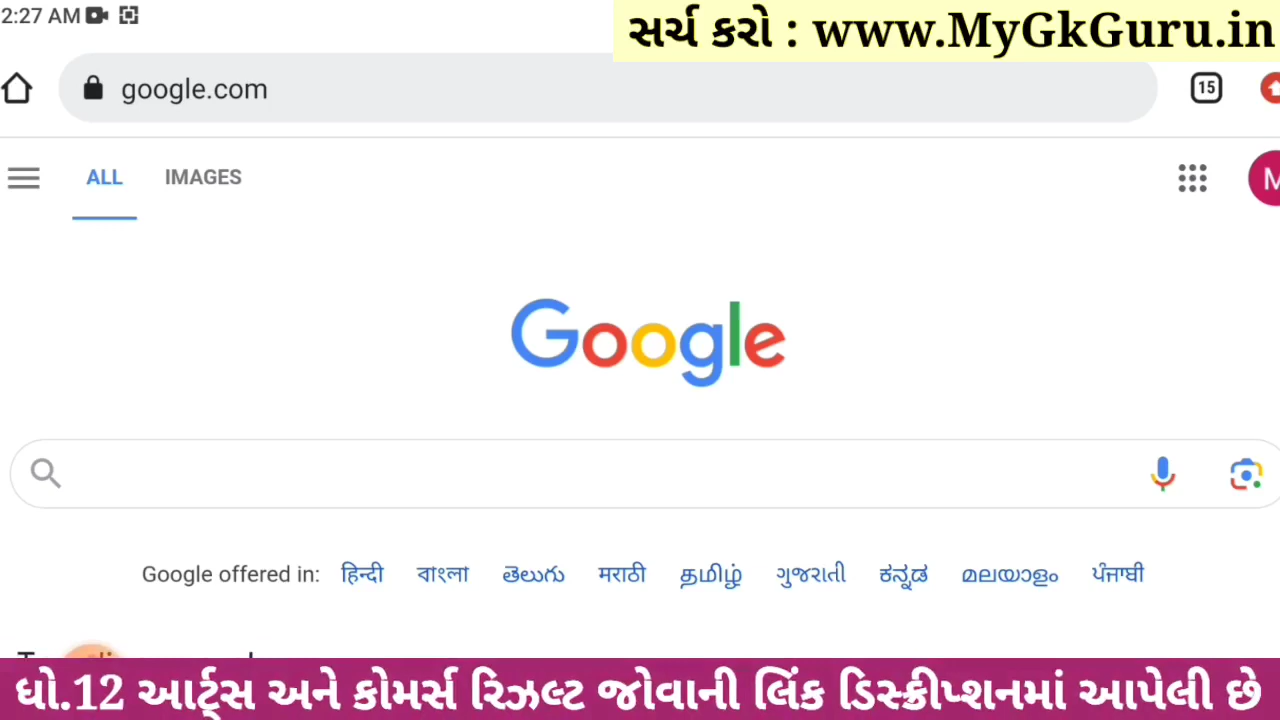 2:27 AM
સર્ચ કરો : www.MyGkGuru.in
google.com
15
ALL IMAGES
M
Google
Google offered in: हिन्दी বাংলা తెలుగు मराठी தமிழ் ગુજરાતી ಕನ್ನಡ മലയാളം ਪੰਜਾਬੀ
ધો.12 આર્ટ્સ અને કોમર્સ રિઝલ્ટ જોવાની લિંક ડિસ્ક્રીપ્શનમાં આપેલી છે